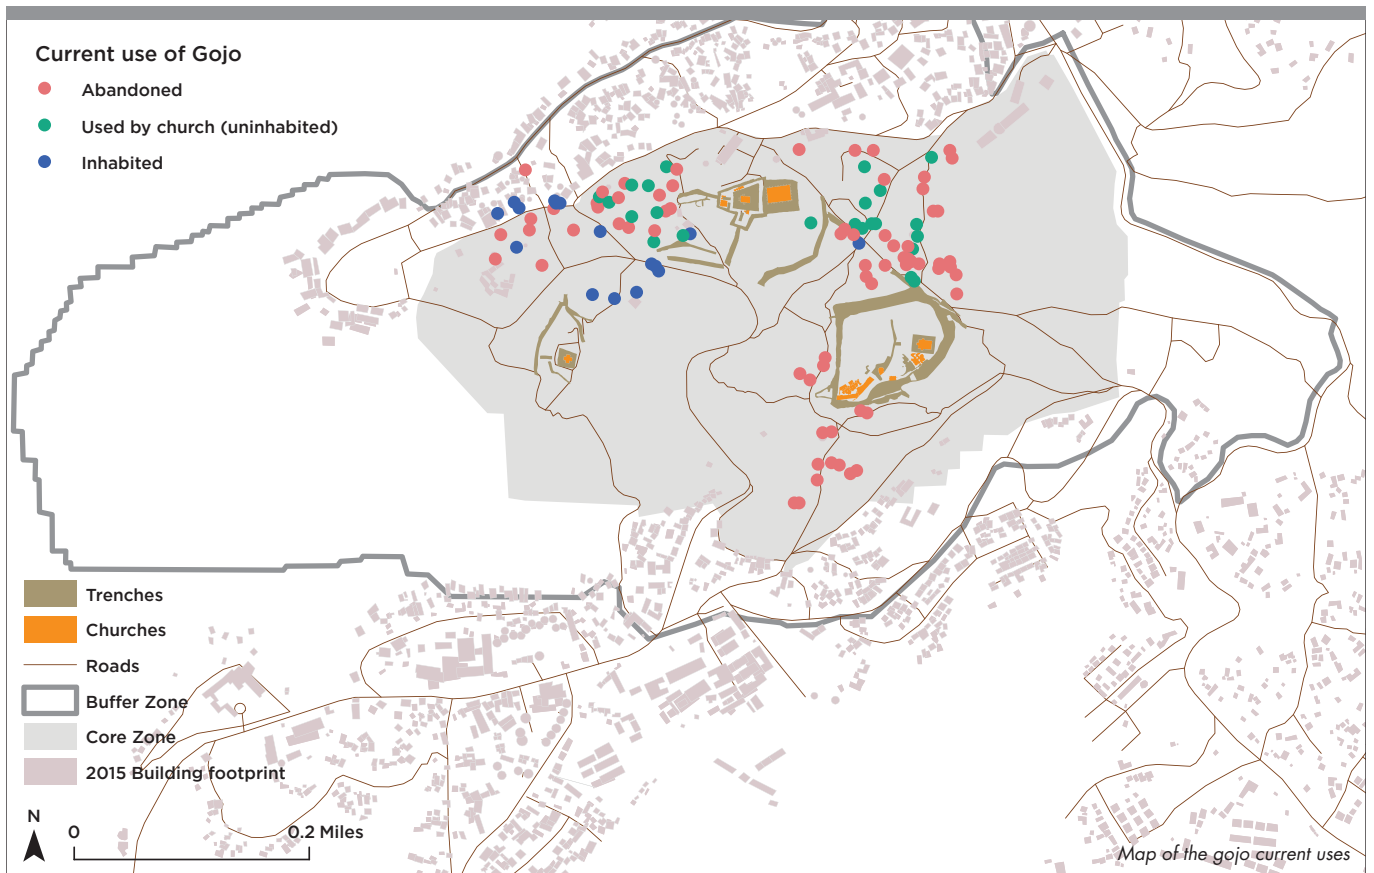 Current use of Gojo
Abandoned
Used by church (uninhabited)
Inhabited
Trenches
Churches
Roads
Buffer Zone
Core Zone
2015 Building footprint
N
0
0.2 Miles
Map of the gojo current uses